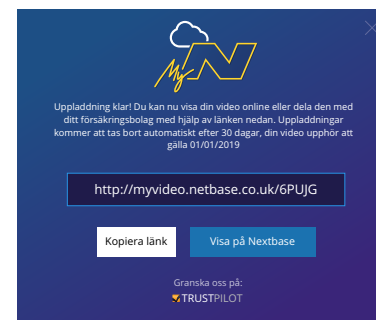 My N
Uppladdning klar! Du kan nu visa din video online eller dela den med
ditt försäkringsbolag med hjälp av länken nedan. Uppladdningar
kommer att tas bort automatiskt efter 30 dagar, din video upphör att
gälla 01/01/2019
http://myvideo.netbase.co.uk/6PUJG
Kopiera länk
Visa på Nextbase
Granska oss på:
TRUSTPILOT